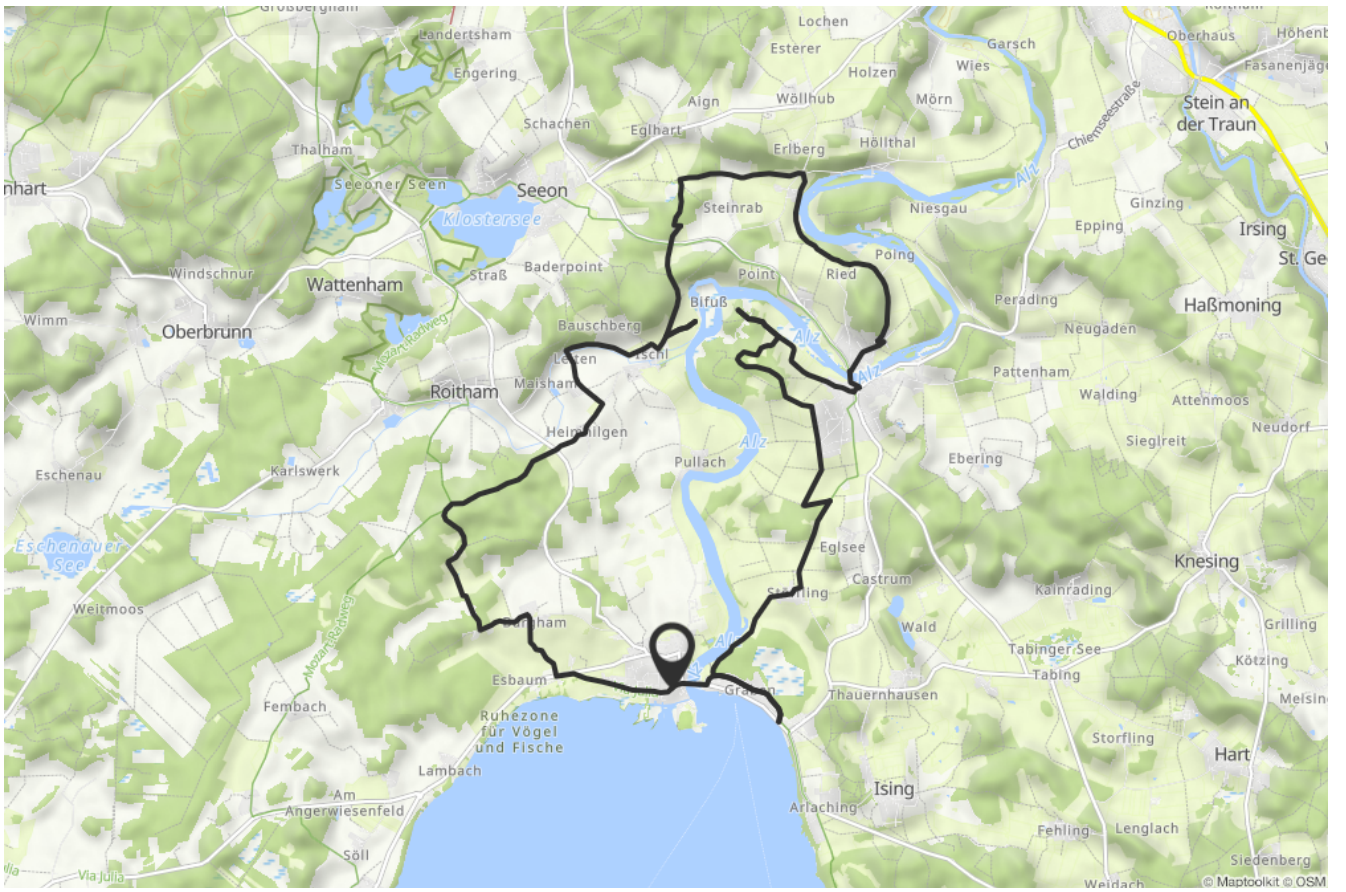 Großbergham
Landertsham
Engering
Lochen
Esterer
Holzen
Garsch
Wies
Oberhaus
Stein an
der Traun
Aign
Wöllhub
Mörn
Schachen
Eglhart
Erlberg
Höllthal
Chiemseestraße
Thalham
Seeoner Seen
Seeon
nhart
Alz
Steinrab
Niesgau
Ginzing
Klostersee
Epping
Irsing
Poing
St. Ge
Windschnur
Straß
Baderpoint
Point
Ried
Wattenham
Bifuß
Perading
Haßmoning
Wimm
Oberbrunn
Bauschberg
Neugaden
Mozart-Radweg
Alz
Ischl
Leiten
Alz
Pattenham
Roitham
Maisham
Walding
Attenmoos
Neudorf
Heimhilgen
Alz
Sieglreit
Eschenau
Karlswerk
Pullach
Ebering
Eschenauer
See
Eglsee
Knesing
Castrum
Kainrading
Weitmoos
Mozart-Radweg
Grilling
Wald
Tabinger See
Kötzing
Esbaum
Graben
Thauernhausen
Tabing
Fembach
Ruhezone
für Vögel
und Fische
Storfling
Hart
Lambach
Ising
Am
Angerwiesenfeld
Arlaching
Fehling
Lenglach
Söll
Siedenberg
Via Julia
© Maptoolkit © OSM